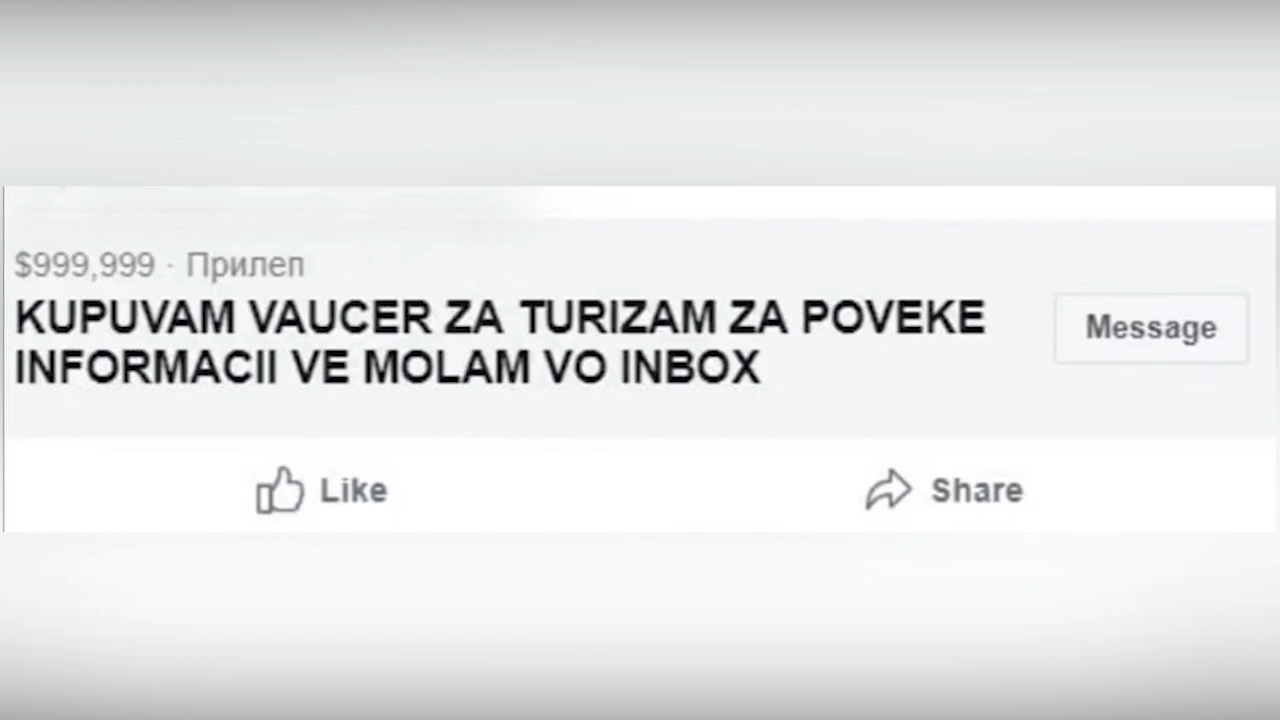 $999,999 · Прилеп
KUPUVAM VAUCER ZA TURIZAM ZA POVEKE
INFORMACII VE MOLAM VO INBOX
Message
Like
Share